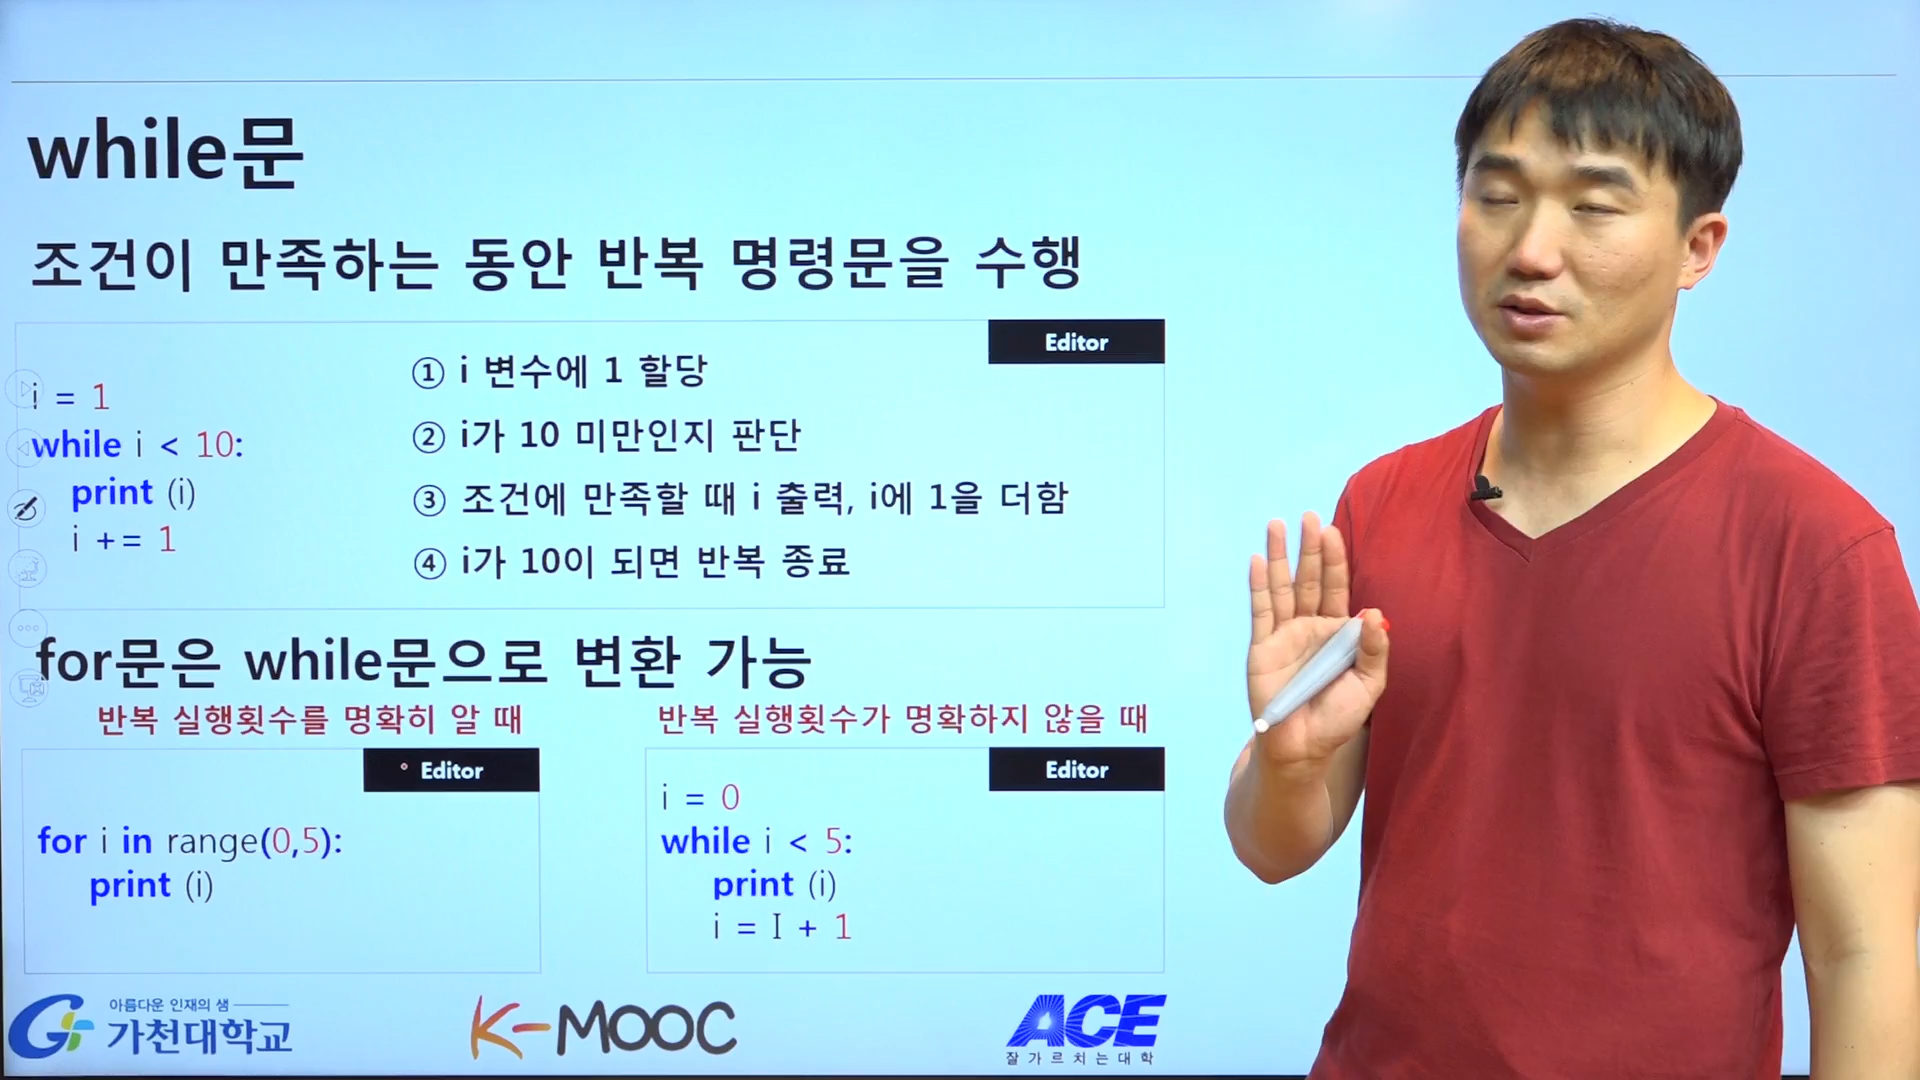 while문
조건이 만족하는 동안 반복 명령문을 수행
Editor
i = 1
while i < 10:
print (i)
i += 1
① i 변수에 1 할당
② i가 10 미만인지 판단
③ 조건에 만족할 때 i 출력, i에 1을 더함
④ i가 10이 되면 반복 종료
for문은 while문으로 변환 가능
반복 실행횟수를 명확히 알 때
Editor
for i in range(0,5):
print (i)
반복 실행횟수가 명확하지 않을 때
Editor
i = 0
while i < 5:
print (i)
i = I + 1
아름다운 인재의 샘
가천대학교
K-MOOC
ACE
잘가르치는대학